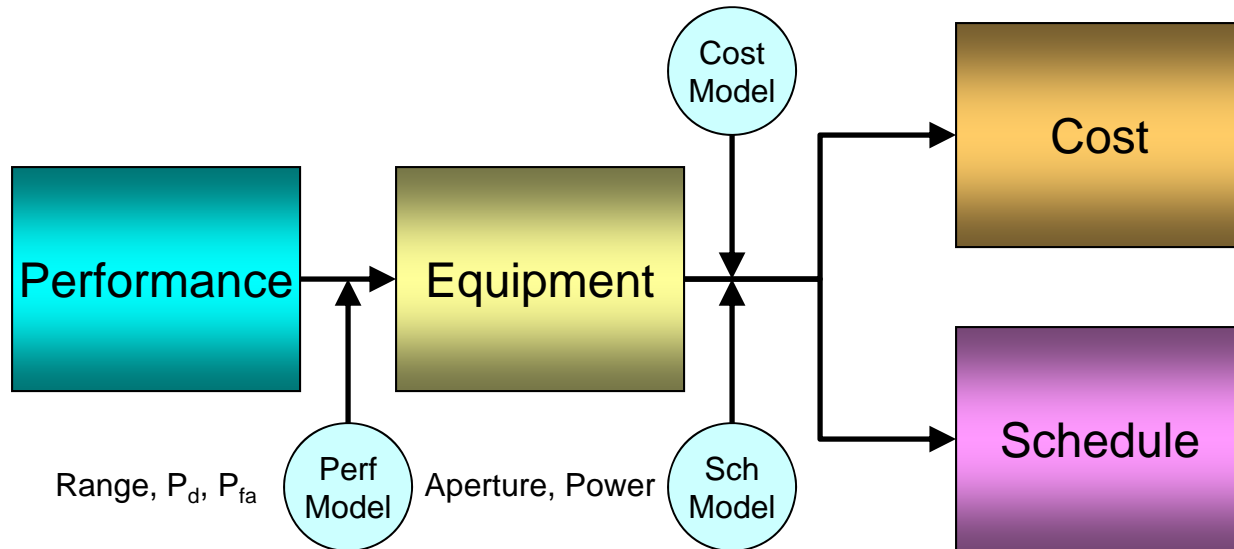 Cost
Model
Cost
Performance
Equipment
Schedule
Range, Pd, Pfa
Perf
Model
Aperture, Power
Sch
Model